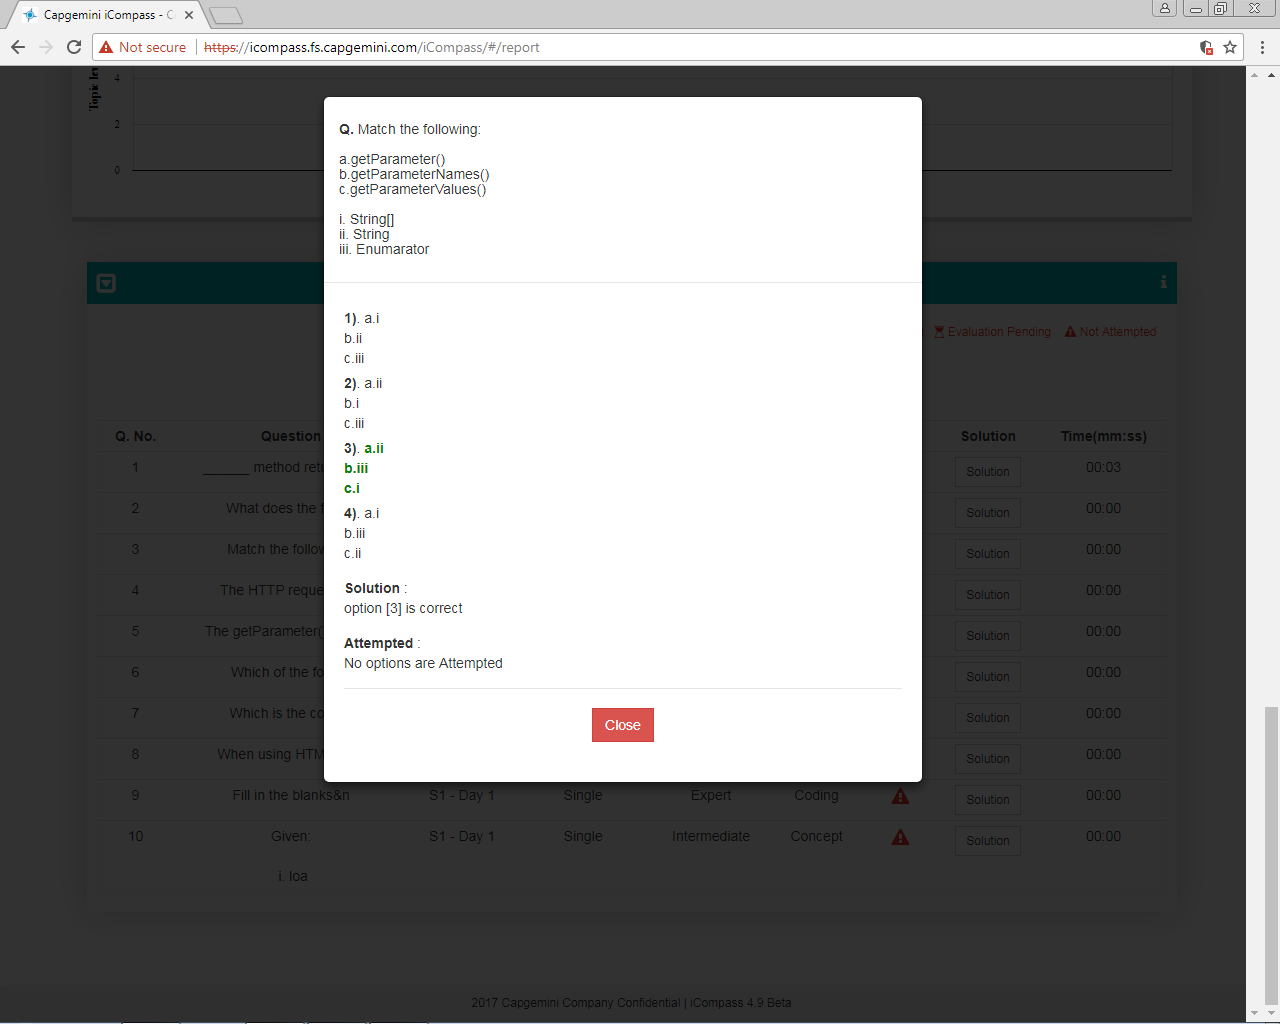 Capgemini iCompass - C
Not secure
https://icompass.fs.capgemini.com/iCompass/#/report
4
Topic lev
2
0
Q. Match the following:
a.getParameter()
b.getParameterNames()
c.getParameterValues()
i. String[]
ii. String
iii. Enumarator
1). a.i
b.ii
c.iii
2). a.ii
b.i
c.iii
3). a.ii
b.iii
c.i
4). a.i
b.iii
c.ii
Solution :
option [3] is correct
Attempted :
No options are Attempted
Close
Evaluation Pending Not Attempted
Q. No. Question Solution Time(mm:ss)
1 ______ method retu Solution 00:03
2 What does the f Solution 00:00
3 Match the follow Solution 00:00
4 The HTTP reque Solution 00:00
5 The getParameter( Solution 00:00
6 Which of the fo Solution 00:00
7 Which is the co Solution 00:00
8 When using HTM Solution 00:00
9 Fill in the blanks&n S1 - Day 1 Single Expert Coding Solution 00:00
10 Given: S1 - Day 1 Single Intermediate Concept Solution 00:00
i. loa
2017 Capgemini Company Confidential | iCompass 4.9 Beta